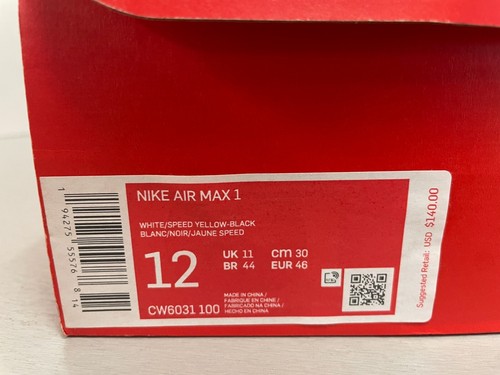 NIKE AIR MAX 1
WHITE/SPEED YELLOW-BLACK
BLANC/NOIR/JAUNE SPEED
12
UK 11 cm 30
BR 44 EUR 46
CW6031 100
MADE IN CHINA /
FABRIQUÉ EN CHINE /
FABRICADO NA CHINA /
HECHO EN CHINA
1 94275 55576 8 14
Suggested Retail: USD $140.00